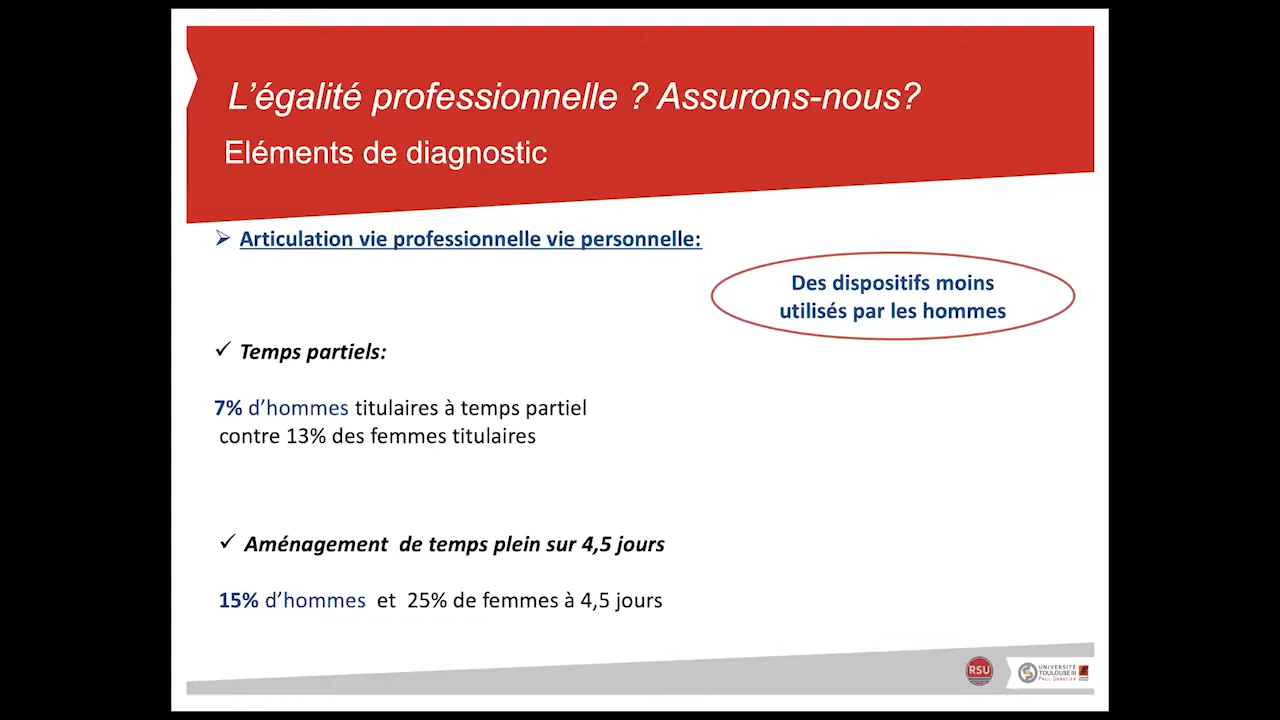 L’égalité professionnelle ? Assurons-nous?
Eléments de diagnostic
Articulation vie professionnelle vie personnelle:
Des dispositifs moins
utilisés par les hommes
Temps partiels:
7% d’hommes titulaires à temps partiel
contre 13% des femmes titulaires
Aménagement de temps plein sur 4,5 jours
15% d’hommes et 25% de femmes à 4,5 jours
RSU
UNIVERSITÉ
TOULOUSE III
PAUL SABATIER